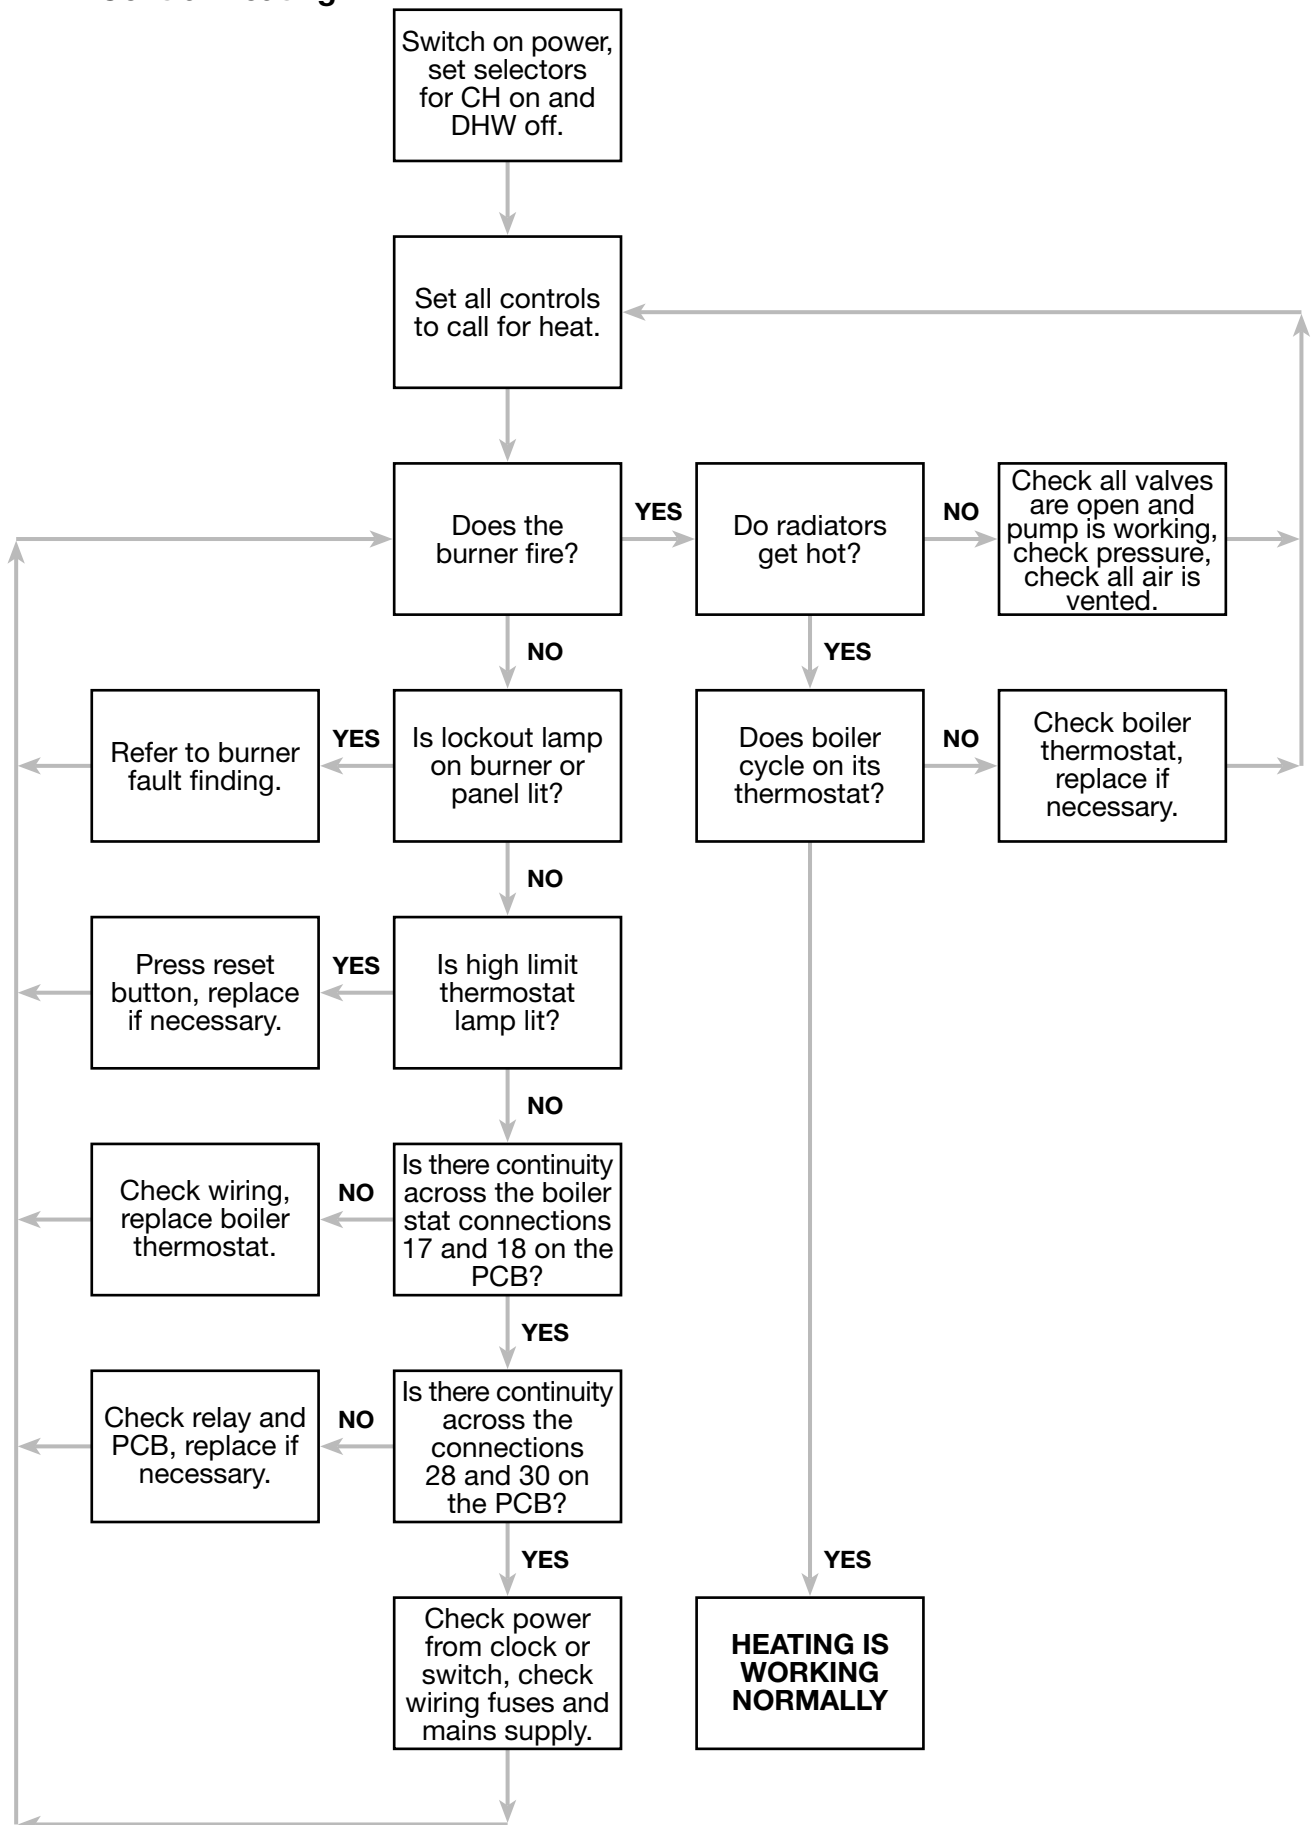 Switch on power,
set selectors
for CH on and
DHW off.
Set all controls
to call for heat.
Does the
burner fire?
YES
Do radiators
get hot?
NO
Check all valves
are open and
pump is working,
check pressure,
check all air is
vented.
NO
YES
Refer to burner
fault finding.
YES
Is lockout lamp
on burner or
panel lit?
Does boiler
cycle on its
thermostat?
NO
Check boiler
thermostat,
replace if
necessary.
NO
Press reset
button, replace
if necessary.
YES
Is high limit
thermostat
lamp lit?
NO
Check wiring,
replace boiler
thermostat.
NO
Is there continuity
across the boiler
stat connections
17 and 18 on the
PCB?
YES
Check relay and
PCB, replace if
necessary.
NO
Is there continuity
across the
connections
28 and 30 on
the PCB?
YES
YES
Check power
from clock or
switch, check
wiring fuses and
mains supply.
HEATING IS
WORKING
NORMALLY